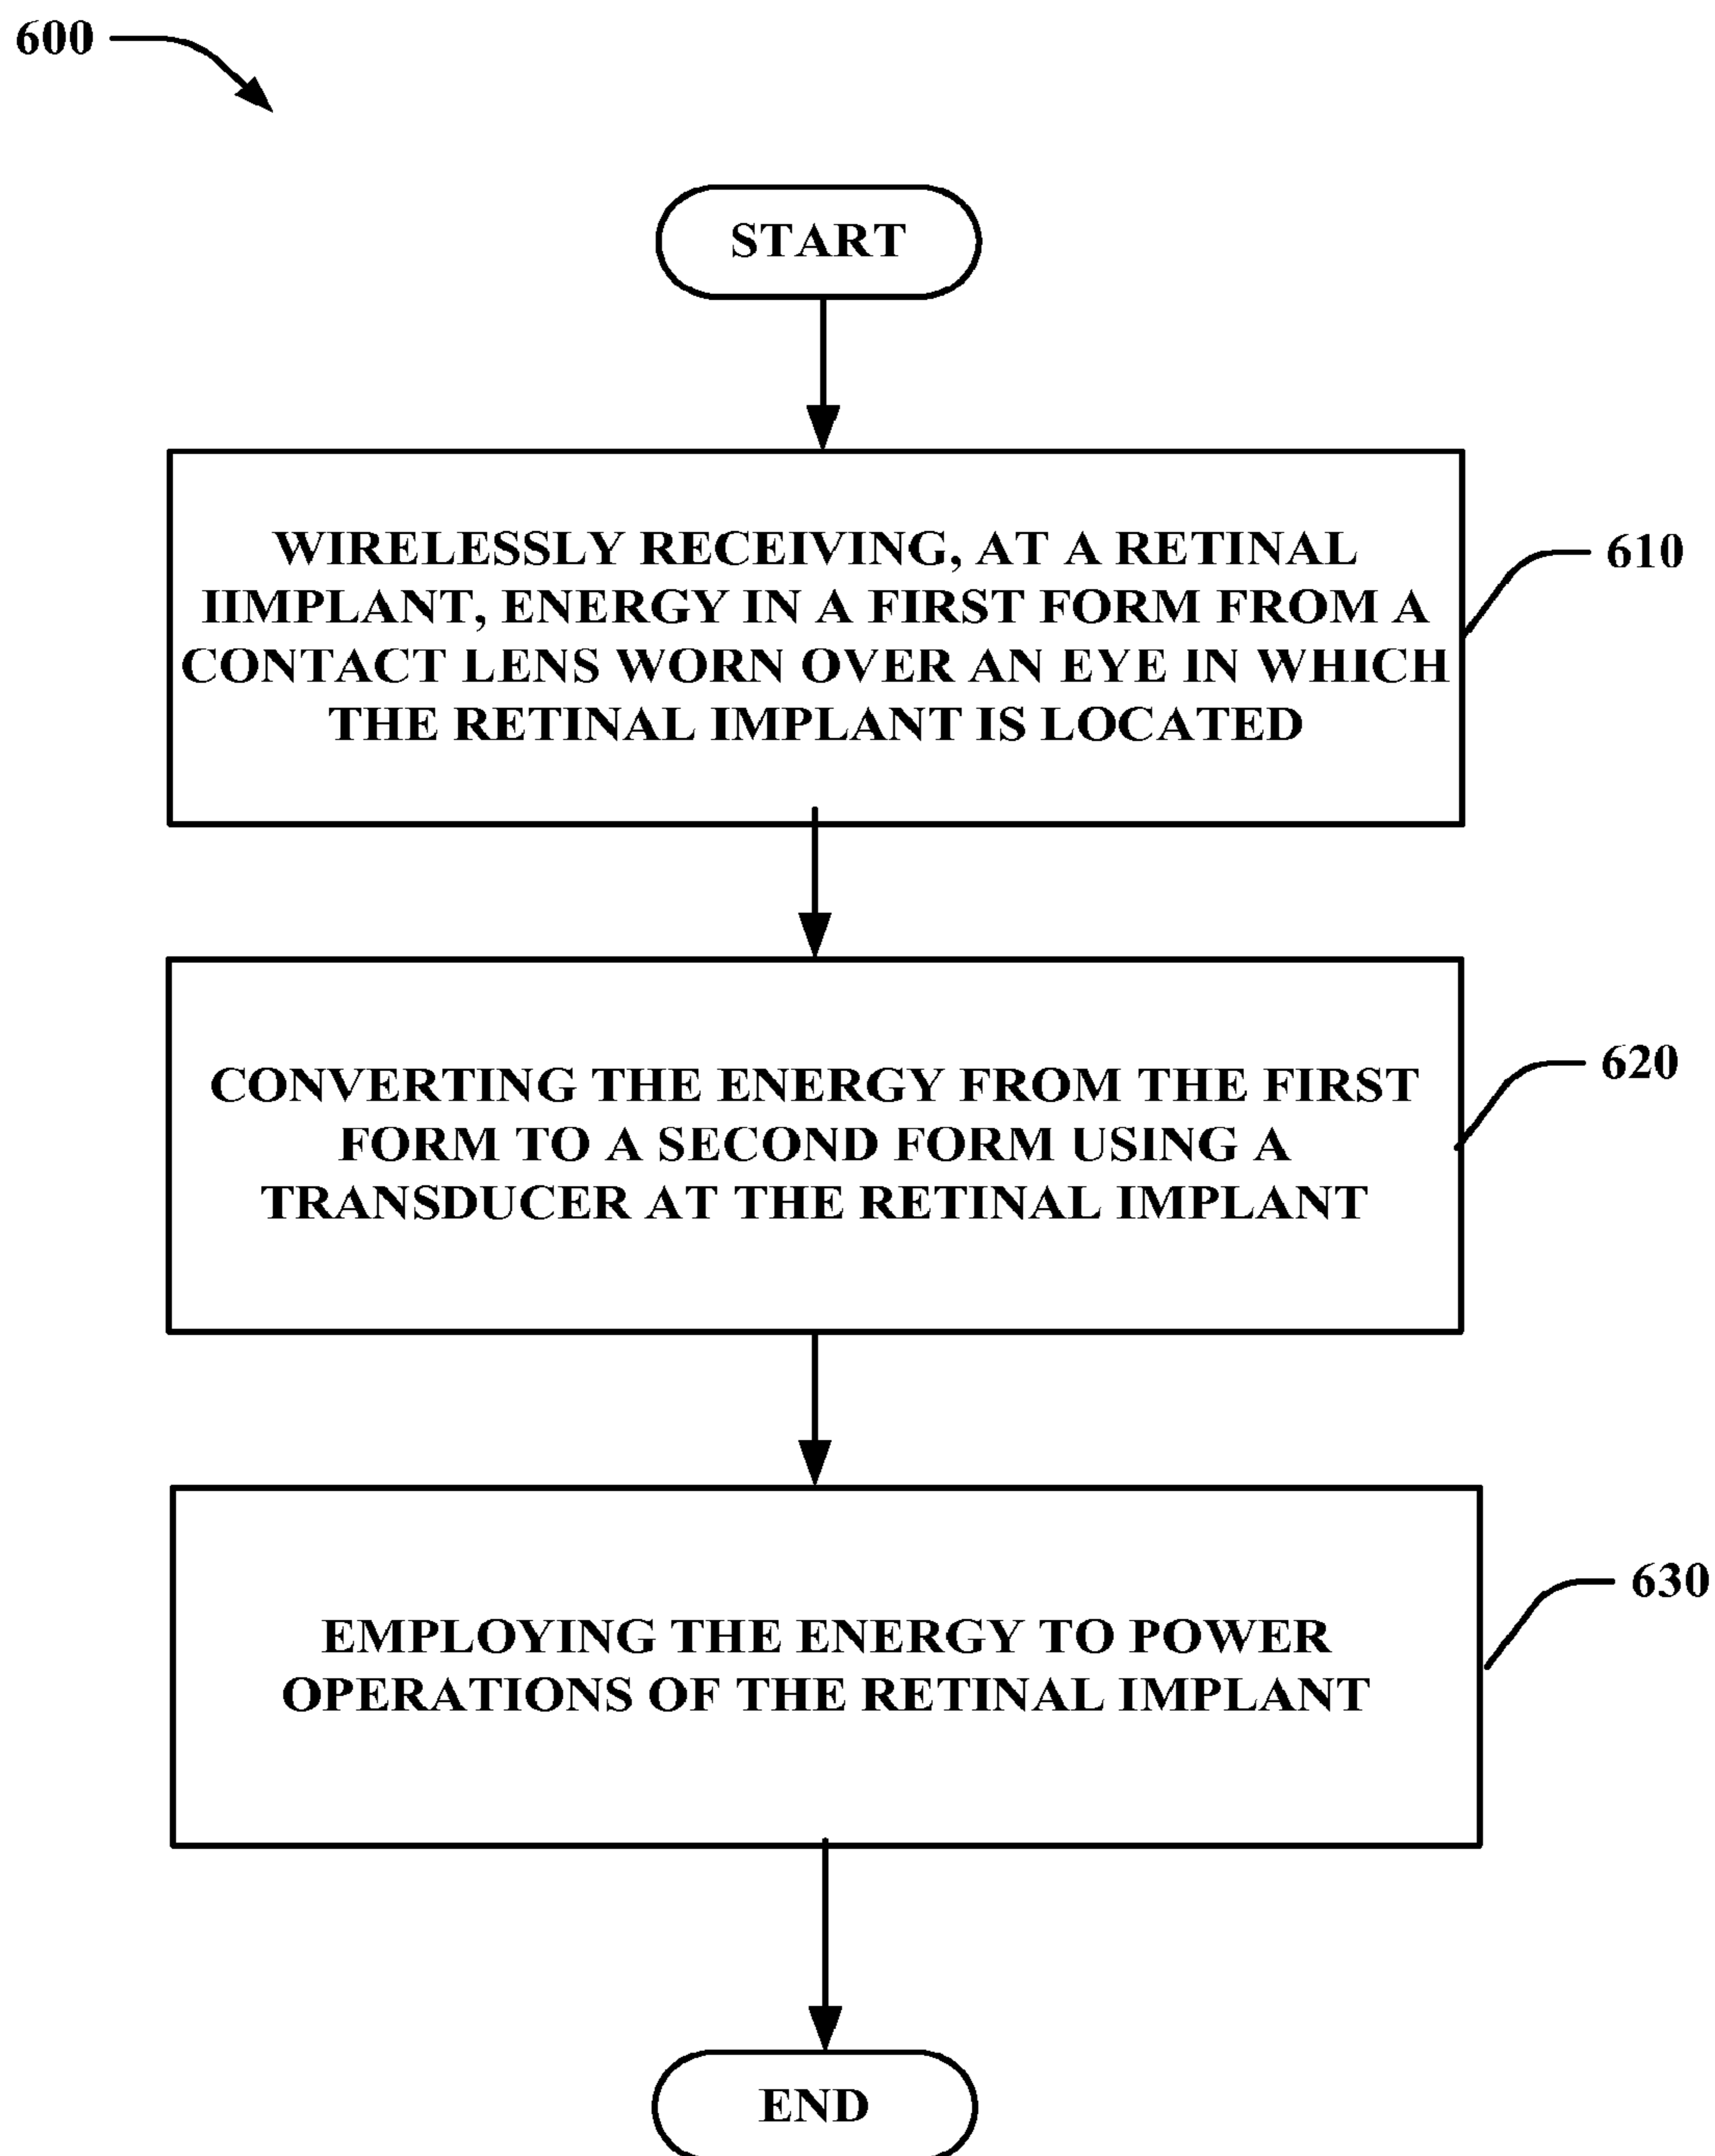 600
START
WIRELESSLY RECEIVING, AT A RETINAL
IIMPLANT, ENERGY IN A FIRST FORM FROM A
CONTACT LENS WORN OVER AN EYE IN WHICH
THE RETINAL IMPLANT IS LOCATED
610
CONVERTING THE ENERGY FROM THE FIRST
FORM TO A SECOND FORM USING A
TRANSDUCER AT THE RETINAL IMPLANT
620
EMPLOYING THE ENERGY TO POWER
OPERATIONS OF THE RETINAL IMPLANT
630
END